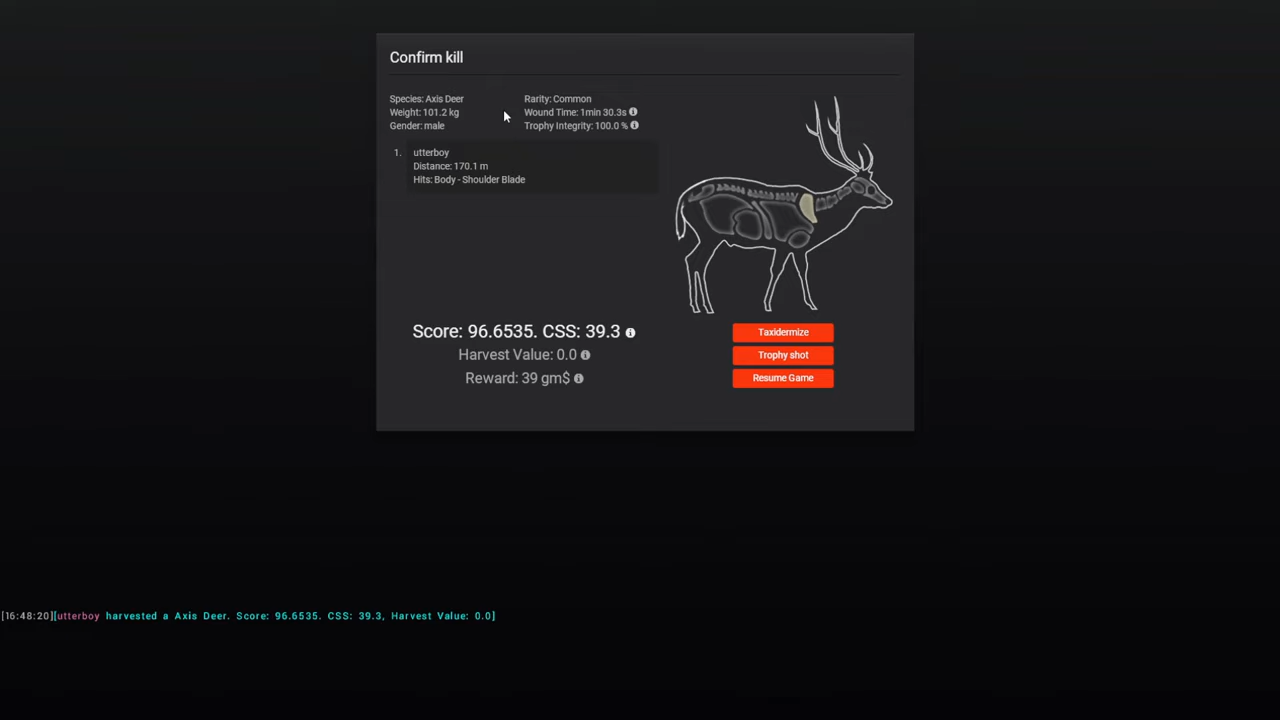 Confirm kill
Species: Axis Deer
Weight: 101.2 kg
Gender: male
Rarity: Common
Wound Time: 1min 30.3s
Trophy Integrity: 100.0 %
1. utterboy
Distance: 170.1 m
Hits: Body - Shoulder Blade
Score: 96.6535. CSS: 39.3
Harvest Value: 0.0
Reward: 39 gm$
Taxidermize
Trophy shot
Resume Game
[16:48:20][utterboy harvested a Axis Deer. Score: 96.6535. CSS: 39.3, Harvest Value: 0.0]